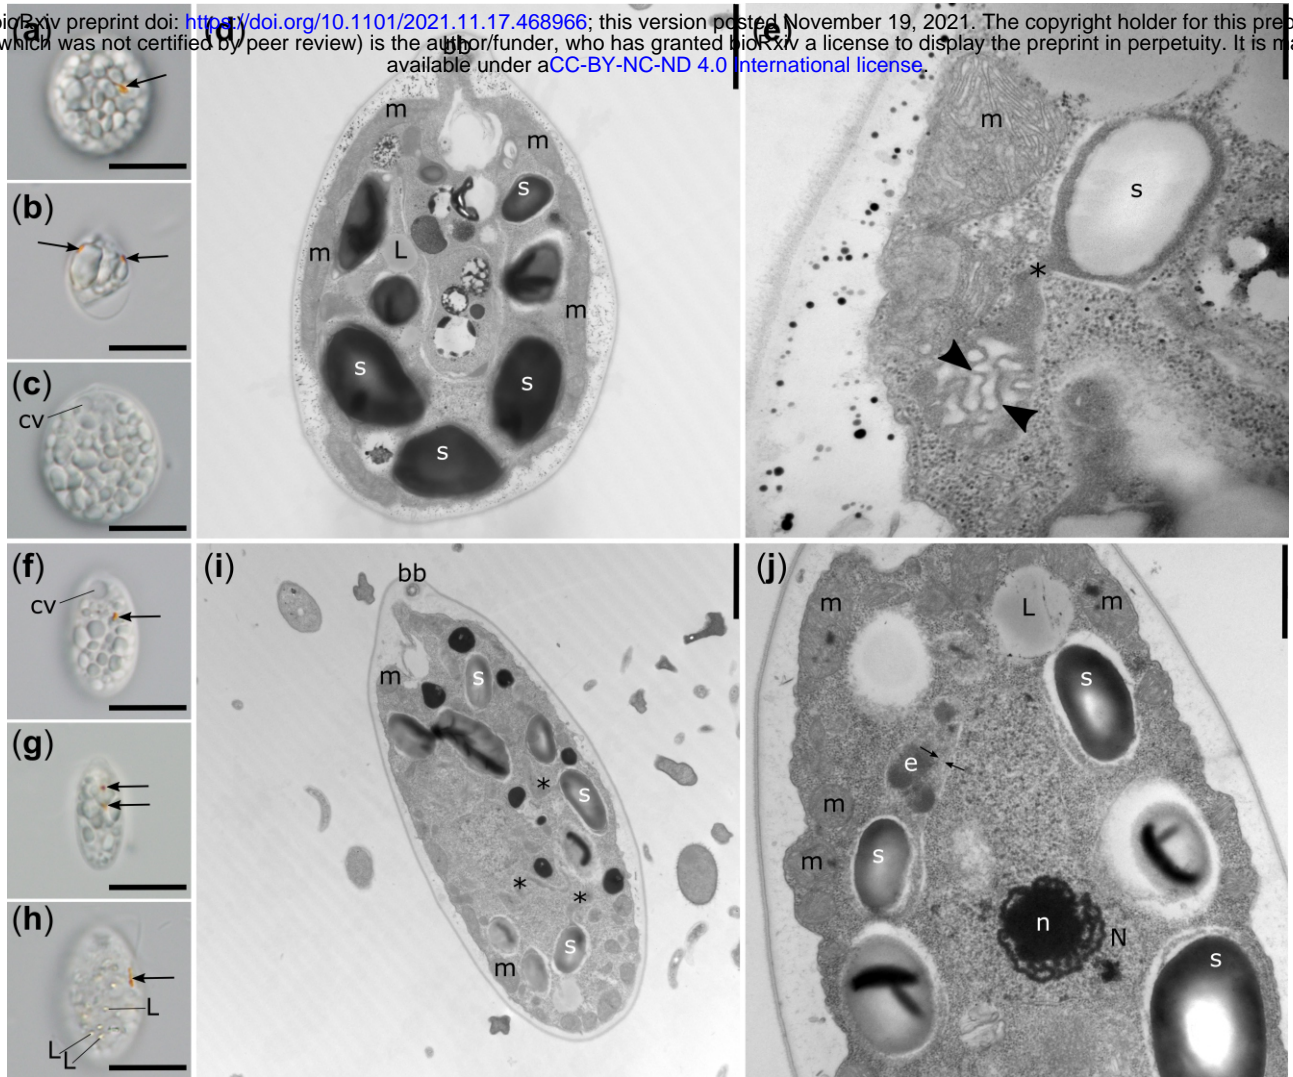 bioRxiv preprint doi: https://doi.org/10.1101/2021.11.17.468966; this version posted November 19, 2021. The copyright holder for this prep
which was not certified by peer review) is the author/funder, who has granted bioRxiv a license to display the preprint in perpetuity. It is ma
available under aCC-BY-NC-ND 4.0 International license.
(a)
(b)
(c)
cv
(d)
bb
m
m
s
m
L
m
s
s
s
(e)
m
s
*
(f)
cv
(g)
(h)
L
L
L
(i)
bb
m
s
*
s
*
*
s
m
(j)
m
L
m
s
e
m
m
s
n
N
s